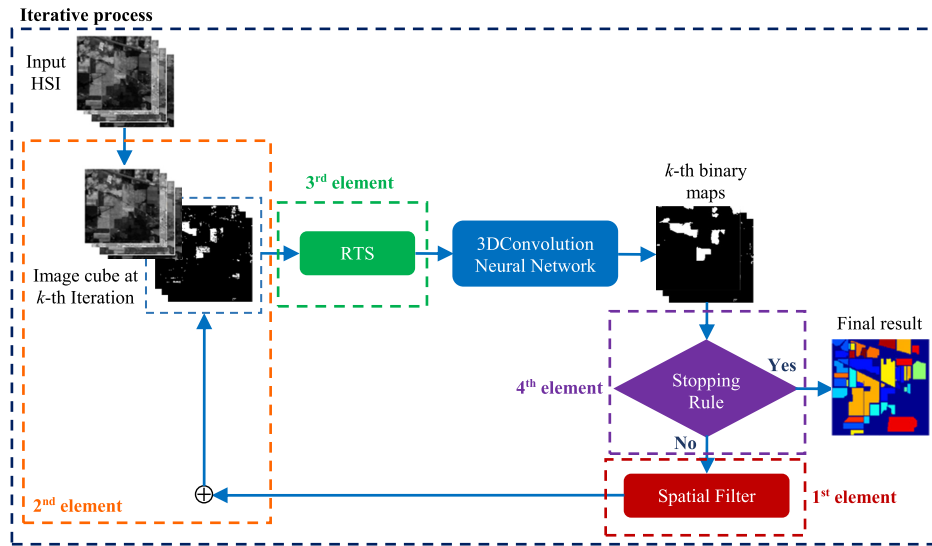 Iterative process
Input
HSI
3rd element
k-th binary
maps
RTS
3DConvolution
Neural Network
Image cube at
k-th Iteration
Final result
Yes
4th element
Stopping
Rule
No
2nd element
Spatial Filter
1st element